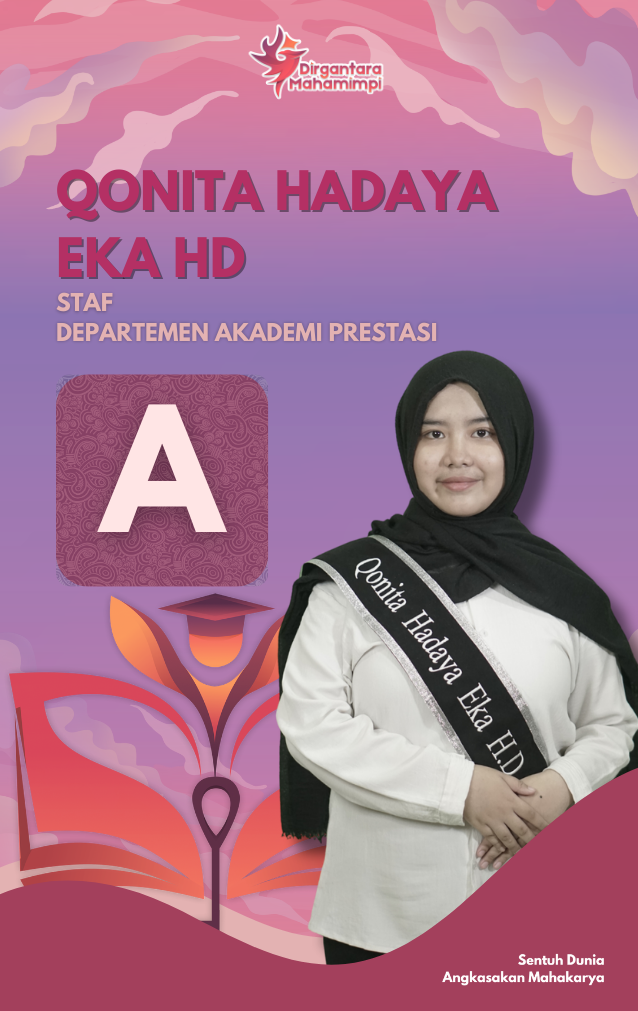 Dirgantara
Mahamimpi
QONITA HADAYA
EKA HD
STAF
DEPARTEMEN AKADEMI PRESTASI
A
Qonita Hadaya Eka H.D
Sentuh Dunia
Angkasakan Mahakarya